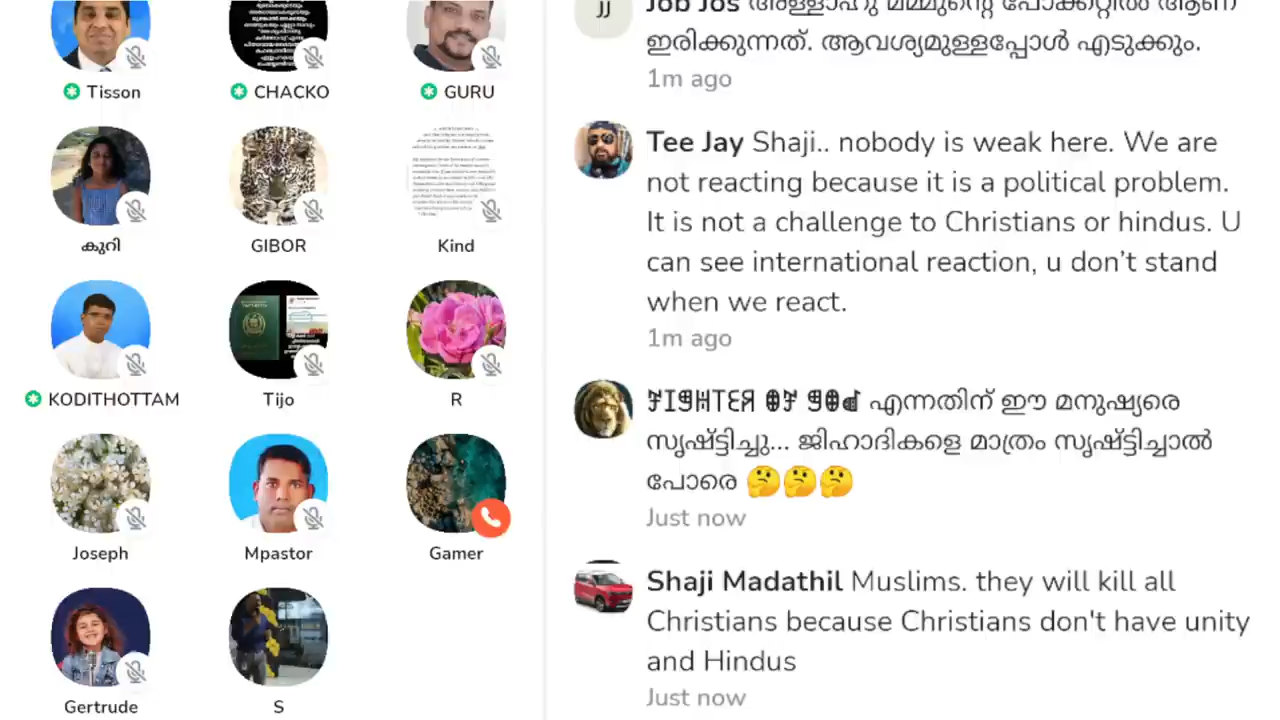 Tisson
CHACKO
GURU
കുറി
GIBOR
Kind
KODITHOTTAM
Tijo
R
Joseph
Mpastor
Gamer
Gertrude
S
JJ
Job Jos അള്ളാഹു മമ്മുന്റെ പോക്കറ്റിൽ ആണ്
ഇരിക്കുന്നത്. ആവശ്യമുള്ളപ്പോൾ എടുക്കും.
1m ago
Tee Jay Shaji.. nobody is weak here. We are
not reacting because it is a political problem.
It is not a challenge to Christians or hindus. U
can see international reaction, u don’t stand
when we react.
1m ago
എന്നതിന് ഈ മനുഷ്യരെ
സൃഷ്ട്ടിച്ചു... ജിഹാദികളെ മാത്രം സൃഷ്ട്ടിച്ചാൽ
പോരെ 🤔🤔🤔
Just now
Shaji Madathil Muslims. they will kill all
Christians because Christians don't have unity
and Hindus
Just now